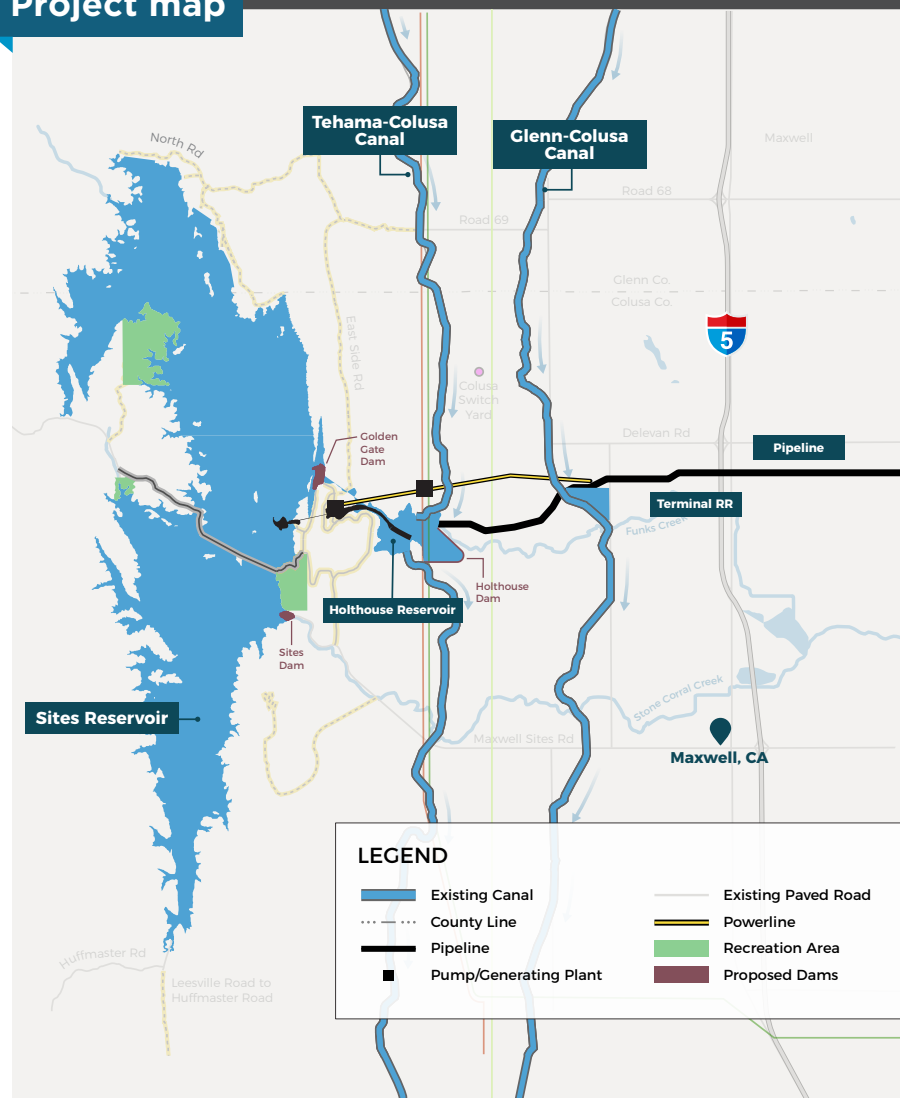 Project map
North Rd
Tehama-Colusa
Canal
Glenn-Colusa
Canal
Maxwell
Road 68
Road 69
Glenn Co.
Colusa Co.
5
East Side Rd
Colusa
Switch
Yard
Golden
Gate
Dam
Delevan Rd
Pipeline
Terminal RR
Funks Creek
Holthouse
Dam
Holthouse Reservoir
Sites
Dam
Stone Corral Creek
Sites Reservoir
Maxwell Sites Rd
Maxwell, CA
LEGEND
Existing Canal
County Line
Pipeline
Pump/Generating Plant
Existing Paved Road
Powerline
Recreation Area
Proposed Dams
Huffmaster Rd
Leesville Road to
Huffmaster Road